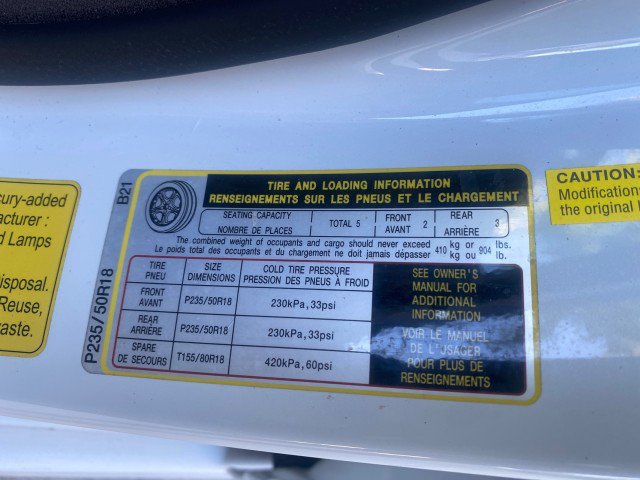 cury-added
acturer :
d Lamps
isposal.
Reuse,
aste.
B21
P235/50R18
TIRE AND LOADING INFORMATION
RENSEIGNEMENTS SUR LES PNEUS ET LE CHARGEMENT
SEATING CAPACITY
NOMBRE DE PLACES
TOTAL 5
FRONT
AVANT 2
REAR
ARRIÈRE 3
The combined weight of occupants and cargo should never exceed 410 kg or 904 lbs.
Le poids total des occupants et du chargement ne doit jamais dépasser 410 kg ou 904 lb.
TIRE
PNEU
SIZE
DIMENSIONS
COLD TIRE PRESSURE
PRESSION DES PNEUS À FROID
FRONT
AVANT
P235/50R18
230kPa,33psi
REAR
ARRIÈRE
P235/50R18
230kPa,33psi
SPARE
DE SECOURS
T155/80R18
420kPa,60psi
SEE OWNER'S
MANUAL FOR
ADDITIONAL
INFORMATION
VOIR LE MANUEL
DE L'USAGER
POUR PLUS DE
RENSEIGNEMENTS
CAUTION:
Modification
the original